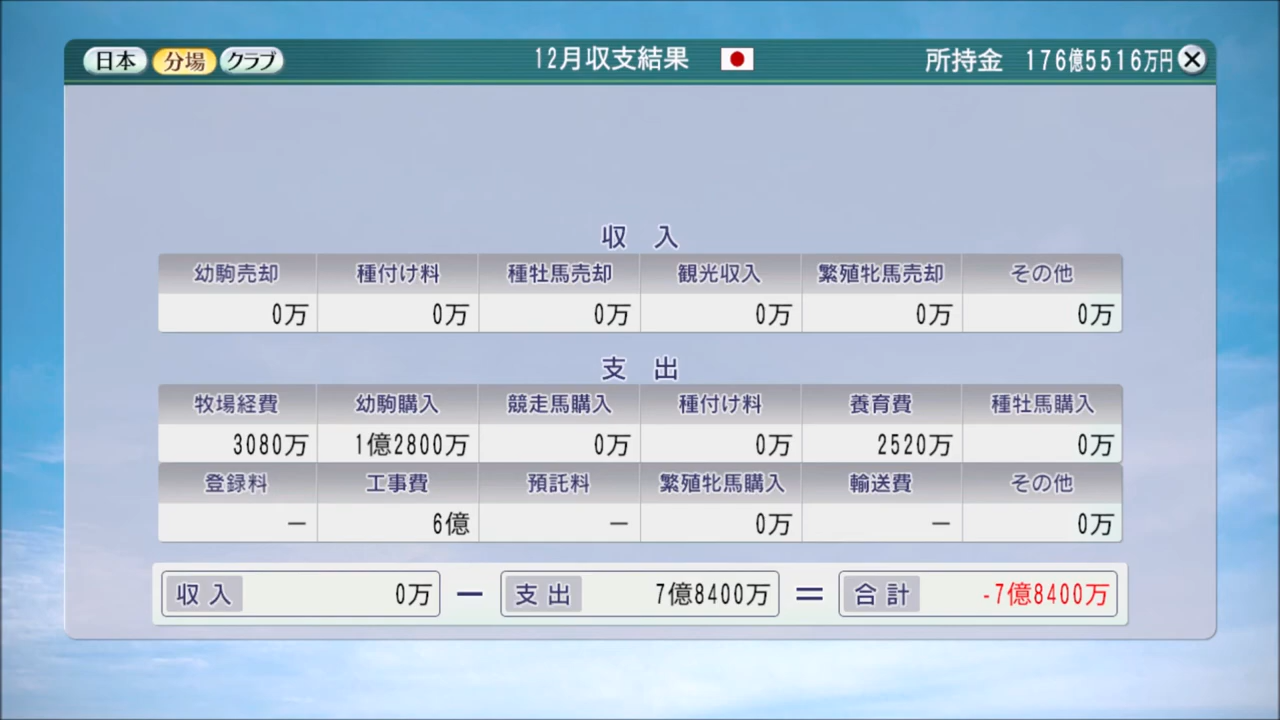 日本 分場 クラブ 12月収支結果 所持金 176億5516万円
収 入
幼駒売却 種付け料 種牡馬売却 観光収入 繁殖牝馬売却 その他
0万 0万 0万 0万 0万 0万
支 出
牧場経費 幼駒購入 競走馬購入 種付け料 養育費 種牡馬購入
3080万 1億2800万 0万 0万 2520万 0万
登録料 工事費 預託料 繁殖牝馬購入 輸送費 その他
― 6億 ― 0万 ― 0万
収入 0万 － 支出 7億8400万 ＝ 合計 -7億8400万